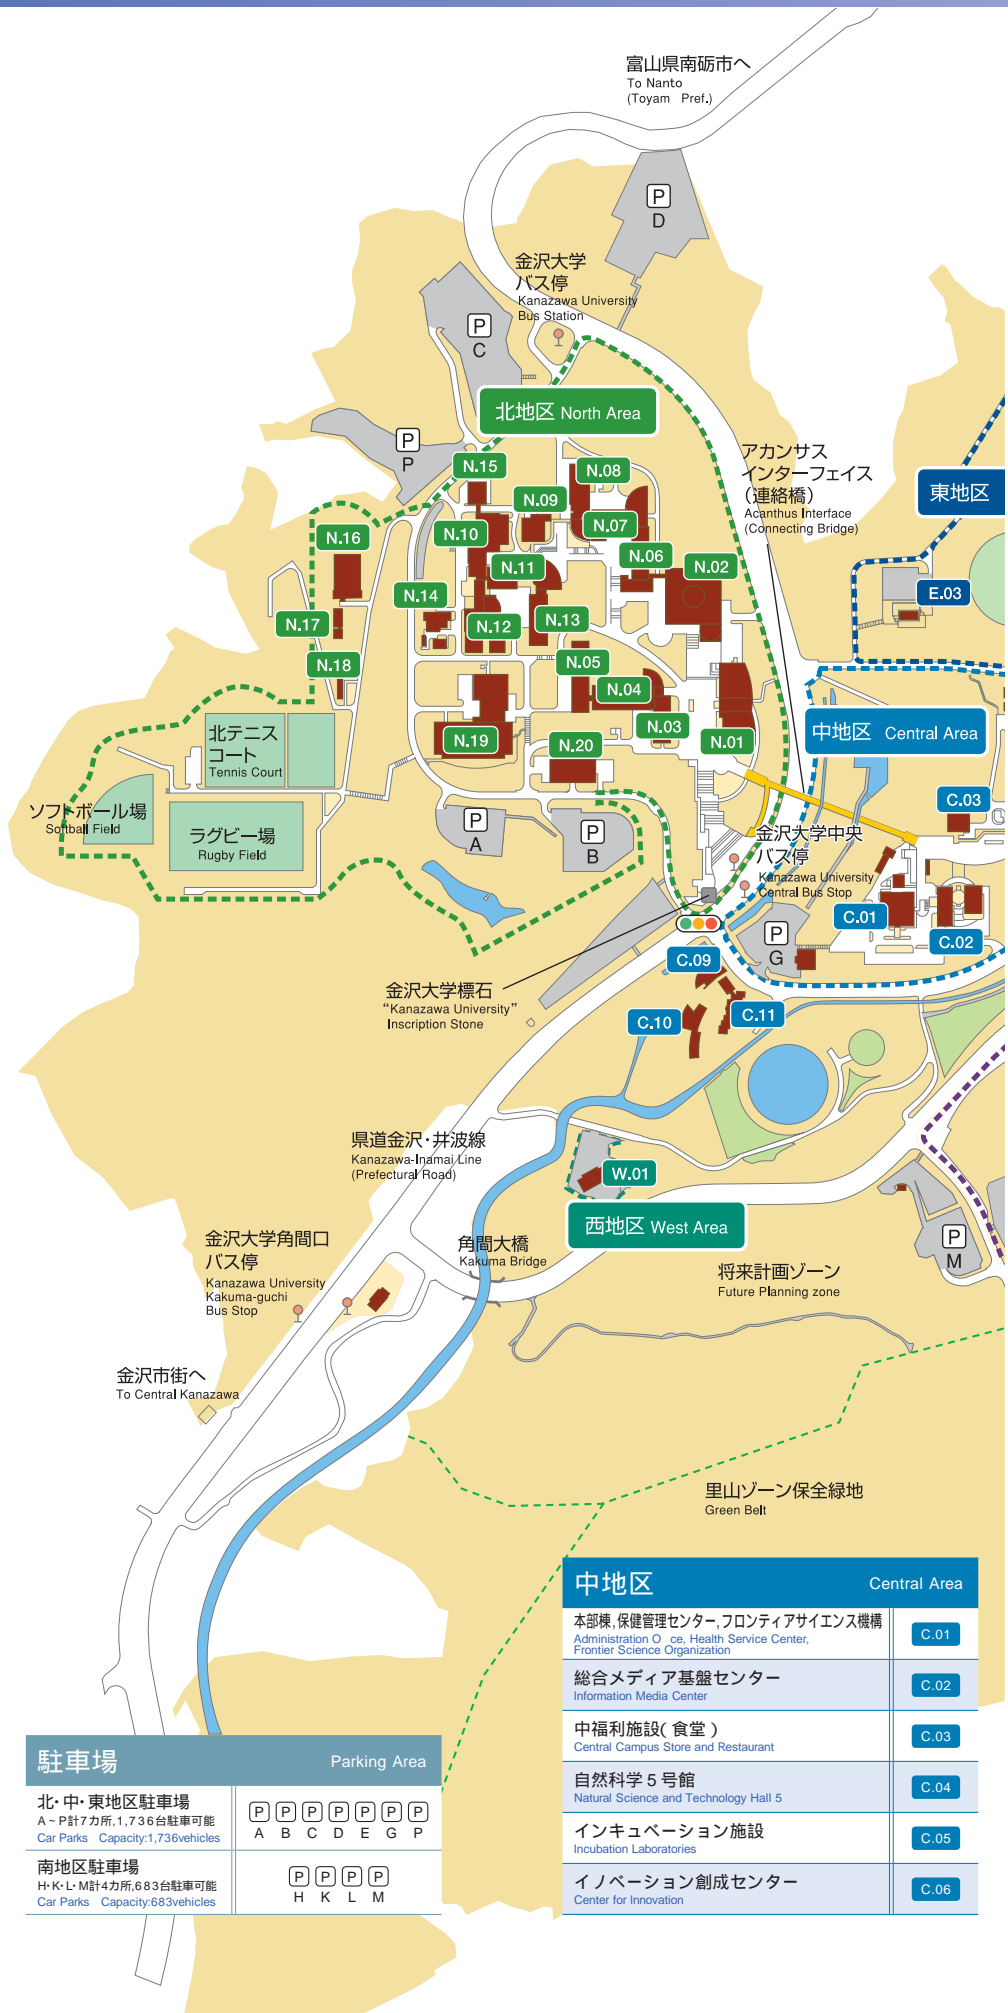 富山県南砺市へ
To Nanto
(Toyam Pref.)
P
D
金沢大学
バス停
Kanazawa University
Bus Station
P
C
北地区 North Area
P
P
アカンサス
インターフェイス
（連絡橋）
Acanthus Interface
(Connecting Bridge)
東地区
N.15
N.08
N.09
N.07
N.10
N.16
N.06
N.02
N.11
E.03
N.14
N.17
N.12
N.13
N.18
N.05
N.04
N.03
N.01
N.19
N.20
中地区 Central Area
北テニス
コート
Tennis Court
ソフトボール場
Softball Field
ラグビー場
Rugby Field
P
A
P
B
C.03
金沢大学中央
バス停
Kanazawa University
Central Bus Stop
C.01
C.02
P
G
C.09
金沢大学標石
“Kanazawa University”
Inscription Stone
C.10
C.11
県道金沢・井波線
Kanazawa-Inamai Line
(Prefectural Road)
W.01
西地区 West Area
金沢大学角間口
バス停
Kanazawa University
Kakuma-guchi
Bus Stop
角間大橋
Kakuma Bridge
P
M
将来計画ゾーン
Future Planning zone
金沢市街へ
To Central Kanazawa
里山ゾーン保全緑地
Green Belt
中地区 Central Area
本部棟，保健管理センター，フロンティアサイエンス機構
Administration O ce, Health Service Center,
Frontier Science Organization
C.01
総合メディア基盤センター
Information Media Center
C.02
中福利施設（食堂）
Central Campus Store and Restaurant
C.03
自然科学５号館
Natural Science and Technology Hall 5
C.04
インキュベーション施設
Incubation Laboratories
C.05
イノベーション創成センター
Center for Innovation
C.06
駐車場 Parking Area
北・中・東地区駐車場
A～P計7カ所，1,736台駐車可能
Car Parks Capacity:1,736vehicles
P P P P P P P
A B C D E G P
南地区駐車場
H・K・L・M計4カ所，683台駐車可能
Car Parks Capacity:683vehicles
P P P P
H K L M